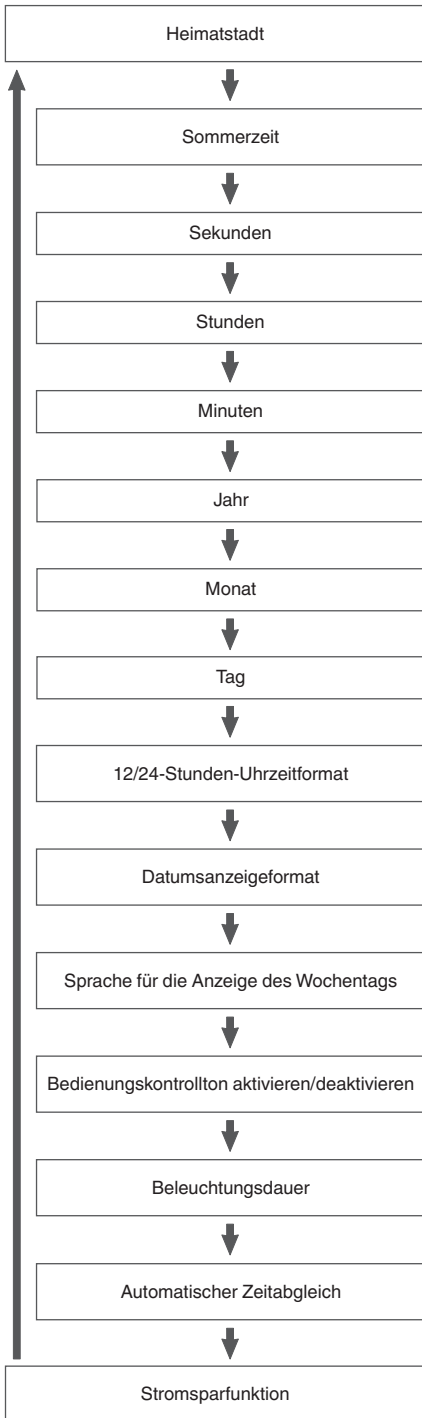 Heimatstadt
Sommerzeit
Sekunden
Stunden
Minuten
Jahr
Monat
Tag
12/24-Stunden-Uhrzeitformat
Datumsanzeigeformat
Sprache für die Anzeige des Wochentags
Bedienungskontrollton aktivieren/deaktivieren
Beleuchtungsdauer
Automatischer Zeitabgleich
Stromsparfunktion